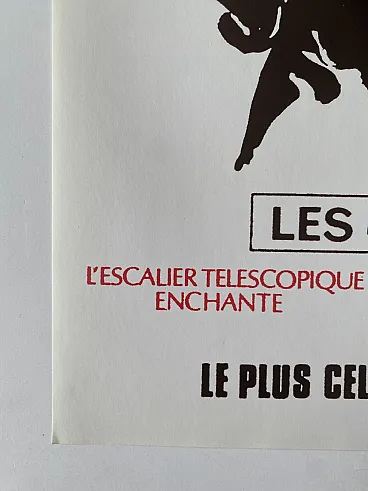 LES
L'ESCALIER TELESCOPIQUE
ENCHANTE
LE PLUS CEL